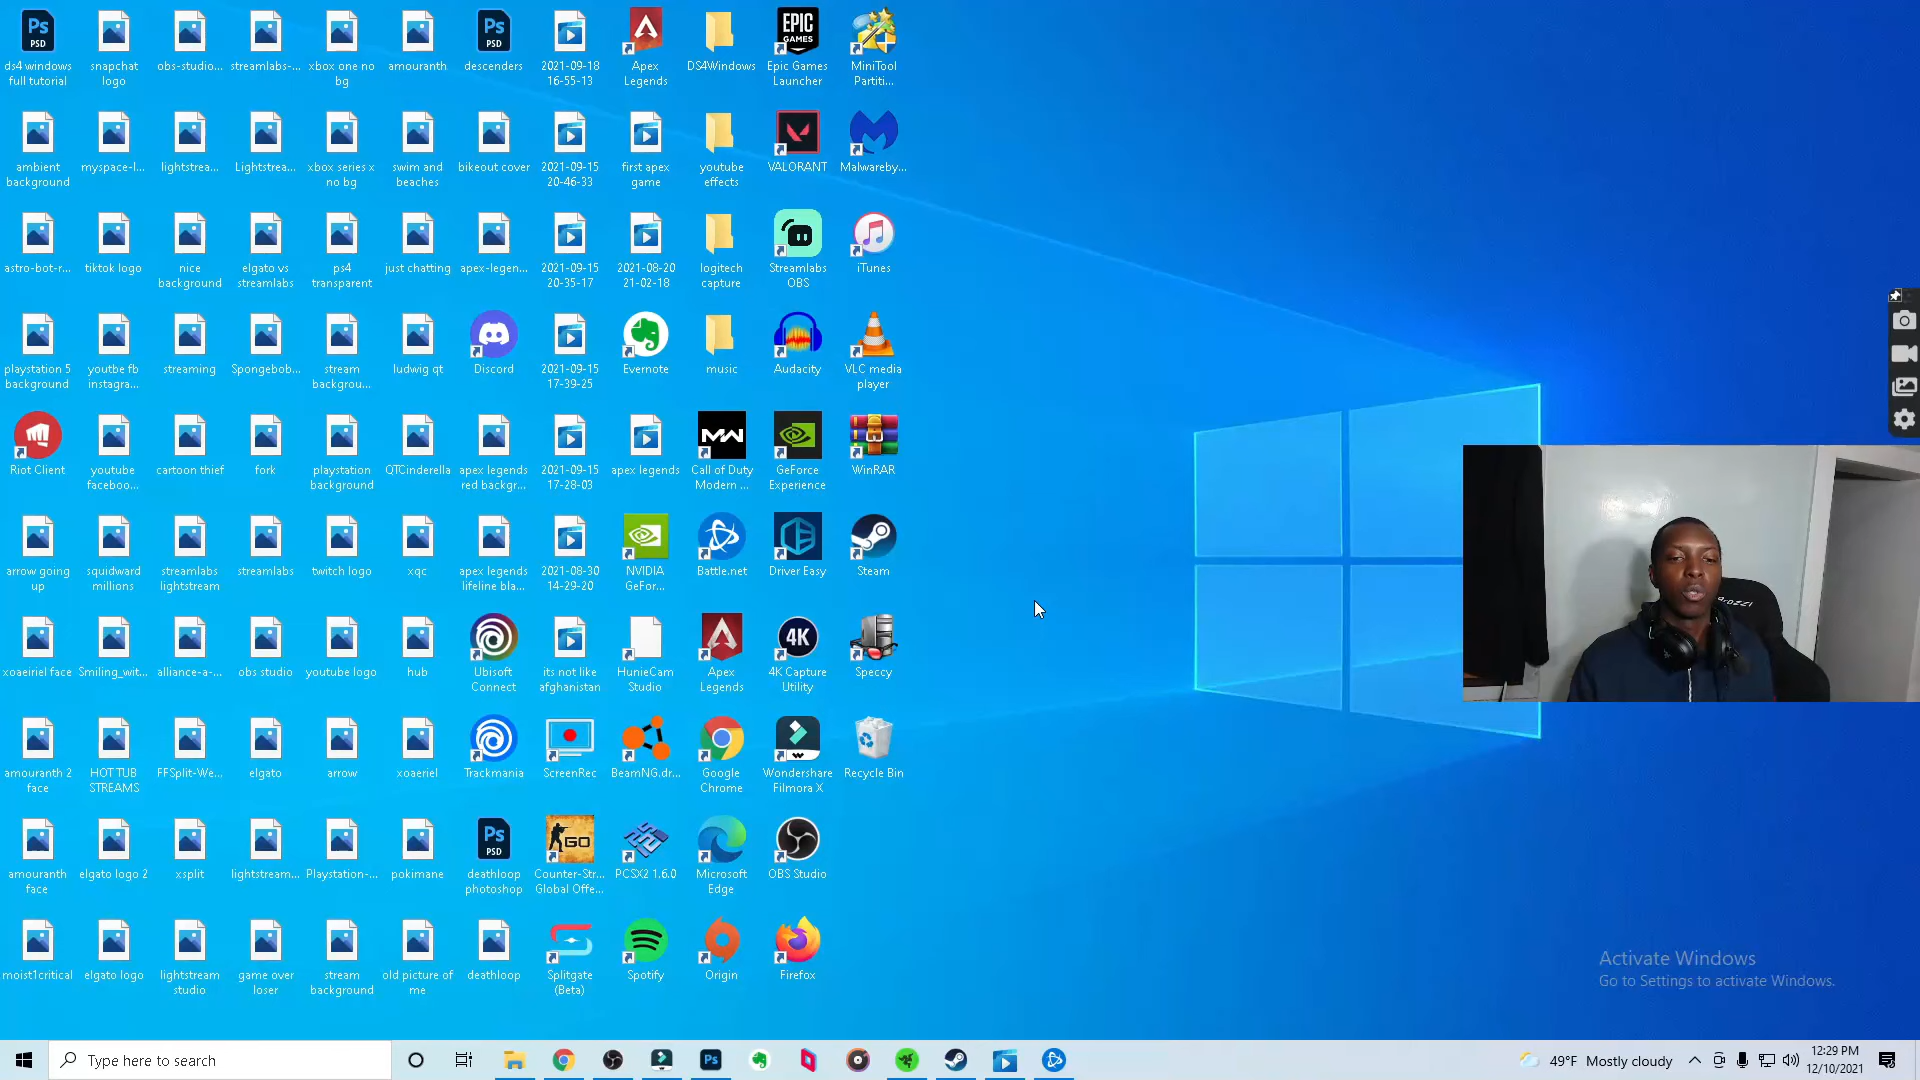 ds4 windows
full tutorial
snapchat
logo
obs-studio...
streamlabs-...
xbox one no
bg
amouranth
descenders
2021-09-18
16-55-13
Apex
Legends
DS4Windows
Epic Games
Launcher
MiniTool
Partiti...
ambient
background
myspace-l...
lightstrea...
Lightstrea...
xbox series x
no bg
swim and
beaches
bikeout cover
2021-09-15
20-46-33
first apex
game
youtube
effects
VALORANT
Malwareby...
astro-bot-r...
tiktok logo
nice
background
elgato vs
streamlabs
ps4
transparent
just chatting
apex-legen...
2021-09-15
20-35-17
2021-08-20
21-02-18
logitech
capture
Streamlabs
OBS
iTunes
playstation 5
background
youtbe fb
instagra...
streaming
Spongebob...
stream
backgrou...
ludwig qt
Discord
2021-09-15
17-39-25
Evernote
music
Audacity
VLC media
player
Riot Client
youtube
faceboo...
cartoon thief
fork
playstation
background
QTCinderella
apex legends
red backgr...
2021-09-15
17-28-03
apex legends
Call of Duty
Modern ...
GeForce
Experience
WinRAR
arrow going
up
squidward
millions
streamlabs
lightstream
streamlabs
twitch logo
xqc
apex legends
lifeline bla...
2021-08-30
14-29-20
NVIDIA
GeFor...
Battle.net
Driver Easy
Steam
xoaeiriel face
Smiling_wit...
alliance-a-...
obs studio
youtube logo
hub
Ubisoft
Connect
its not like
afghanistan
HunieCam
Studio
Apex
Legends
4K Capture
Utility
Speccy
amouranth 2
face
HOT TUB
STREAMS
FFSplit-We...
elgato
arrow
xoaeriel
Trackmania
ScreenRec
BeamNG.dr...
Google
Chrome
Wondershare
Filmora X
Recycle Bin
amouranth
face
elgato logo 2
xsplit
lightstream...
Playstation-...
pokimane
deathloop
photoshop
Counter-Str...
Global Offe...
PCSX2 1.6.0
Microsoft
Edge
OBS Studio
moist1critical
elgato logo
lightstream
studio
game over
loser
stream
background
old picture of
me
deathloop
Splitgate
(Beta)
Spotify
Origin
Firefox
Activate Windows
Go to Settings to activate Windows.
Type here to search
49°F Mostly cloudy
12:29 PM
12/10/2021